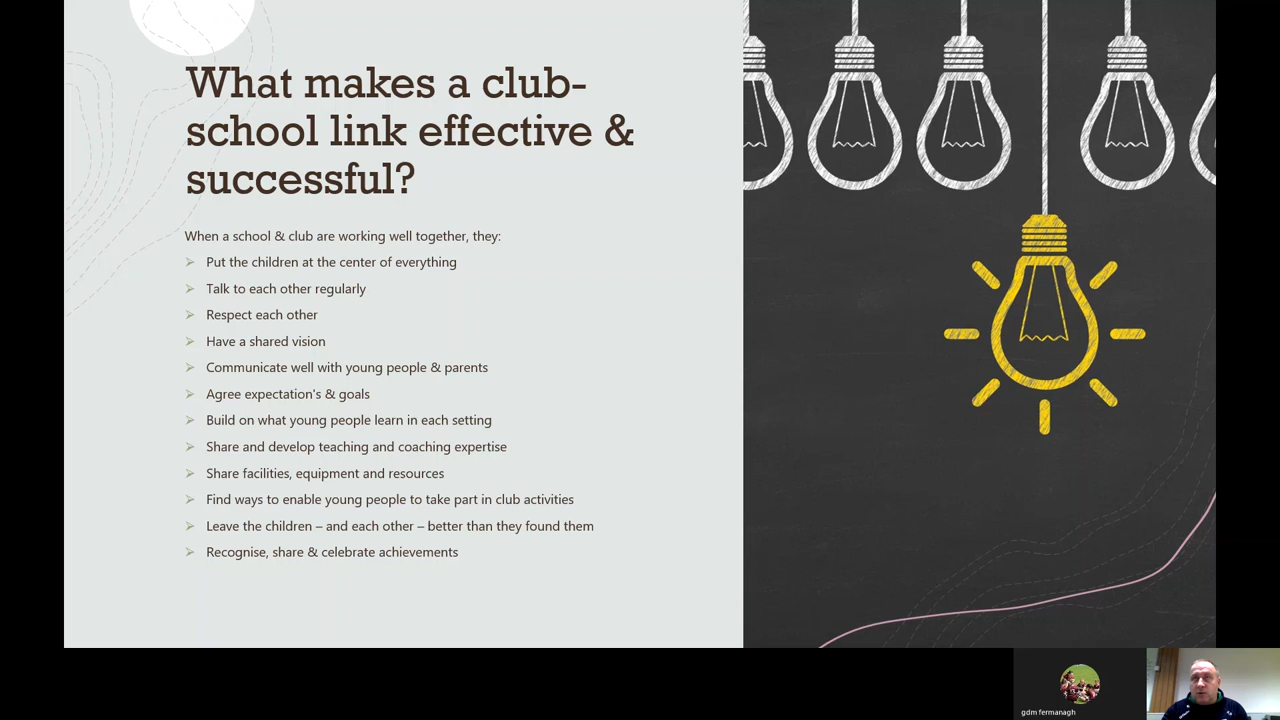 What makes a club-
school link effective &
successful?
When a school & club are working well together, they:
Put the children at the center of everything
Talk to each other regularly
Respect each other
Have a shared vision
Communicate well with young people & parents
Agree expectation's & goals
Build on what young people learn in each setting
Share and develop teaching and coaching expertise
Share facilities, equipment and resources
Find ways to enable young people to take part in club activities
Leave the children – and each other – better than they found them
Recognise, share & celebrate achievements
gdm fermanagh